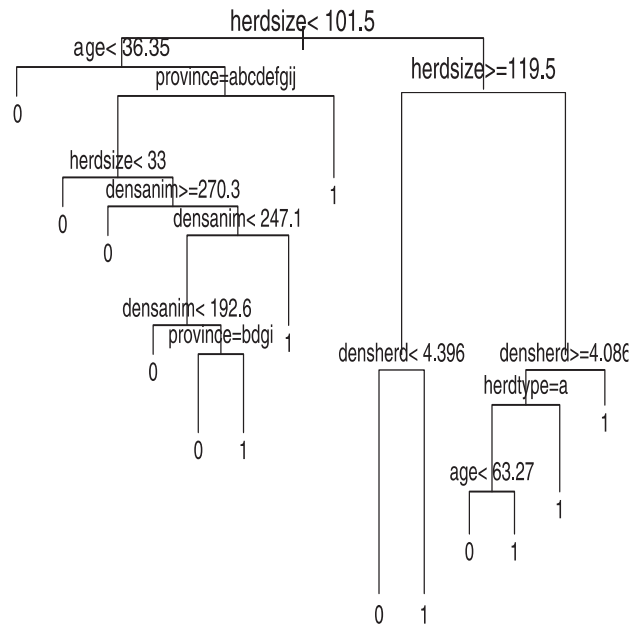 herdsize< 101.5
age< 36.35
herdsize>=119.5
province=abcdefgij
0
herdsize< 33
1
densanim>=270.3
0
densanim< 247.1
0
densanim< 192.6
province=bdgi
1
densherd< 4.396
densherd>=4.086
0
herdtype=a
1
0
1
age< 63.27
1
0
1
0
1